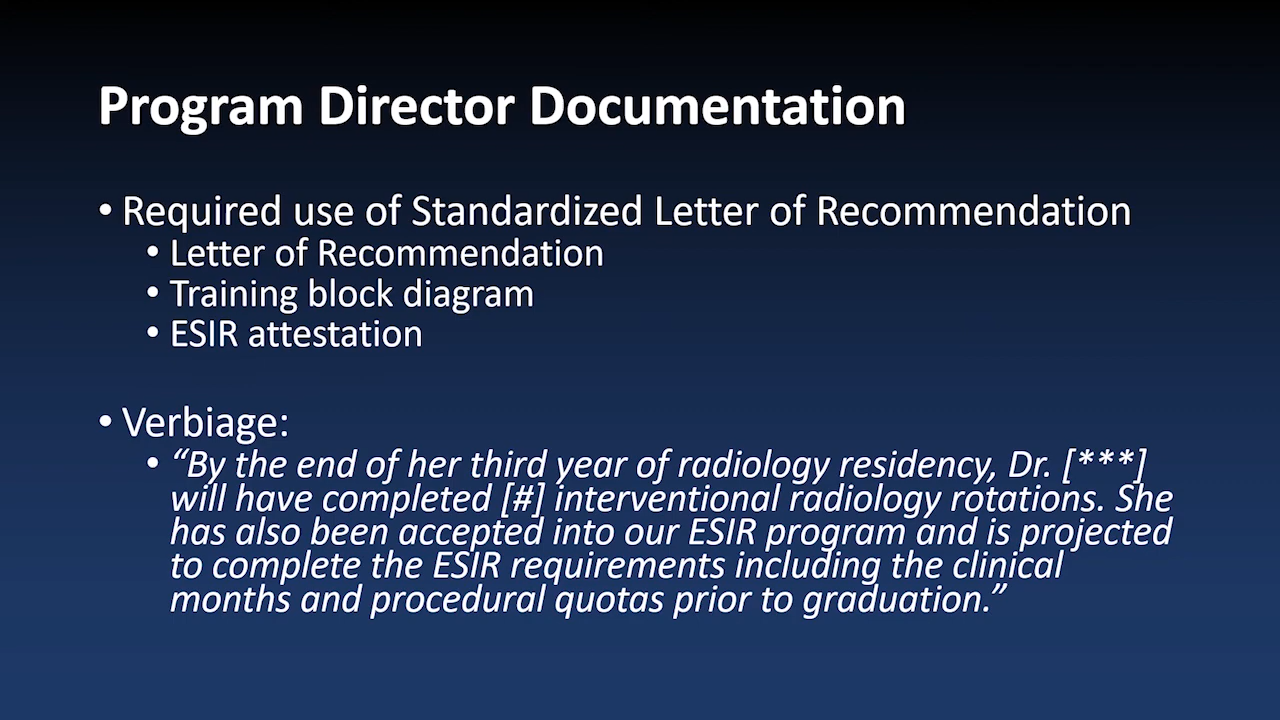 Program Director Documentation
• Required use of Standardized Letter of Recommendation
• Letter of Recommendation
• Training block diagram
• ESIR attestation
• Verbiage:
• “By the end of her third year of radiology residency, Dr. [***]
will have completed [#] interventional radiology rotations. She
has also been accepted into our ESIR program and is projected
to complete the ESIR requirements including the clinical
months and procedural quotas prior to graduation.”